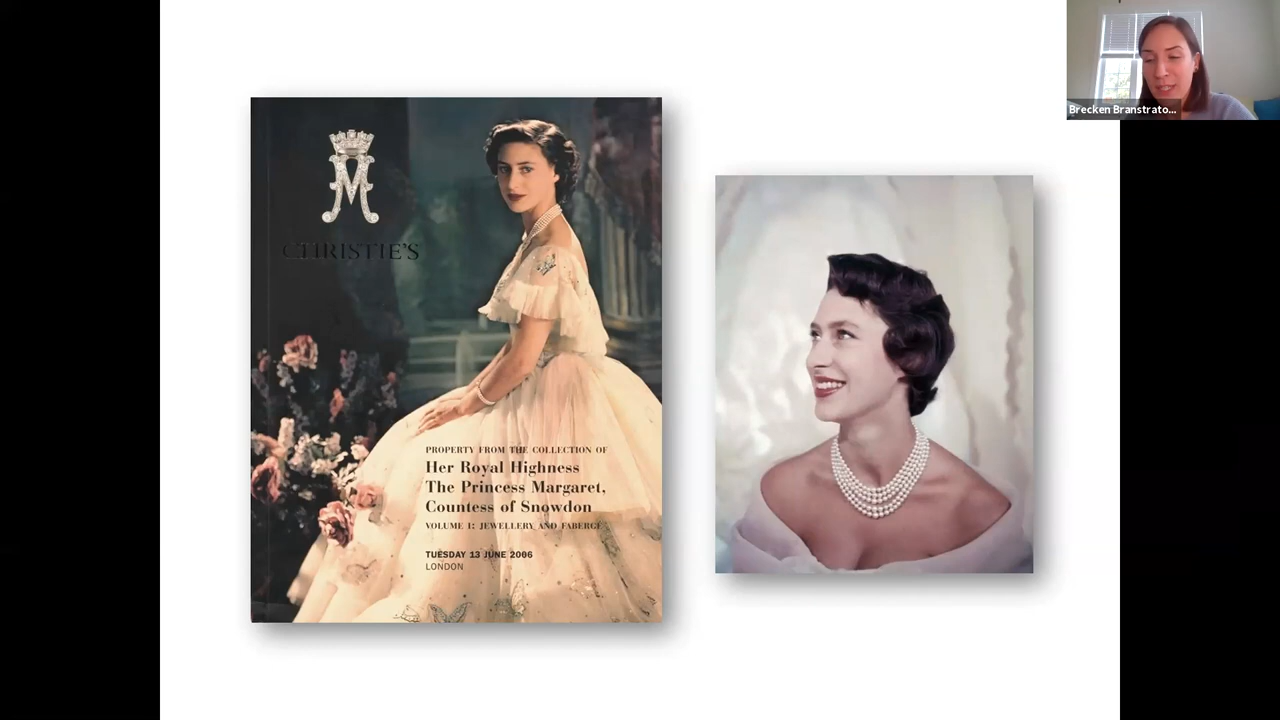 M
CHRISTIE'S
PROPERTY FROM THE COLLECTION OF
Her Royal Highness
The Princess Margaret,
Countess of Snowdon
VOLUME 1: JEWELLERY AND FABERGÉ
TUESDAY 13 JUNE 2006
LONDON
Brecken Branstrato...